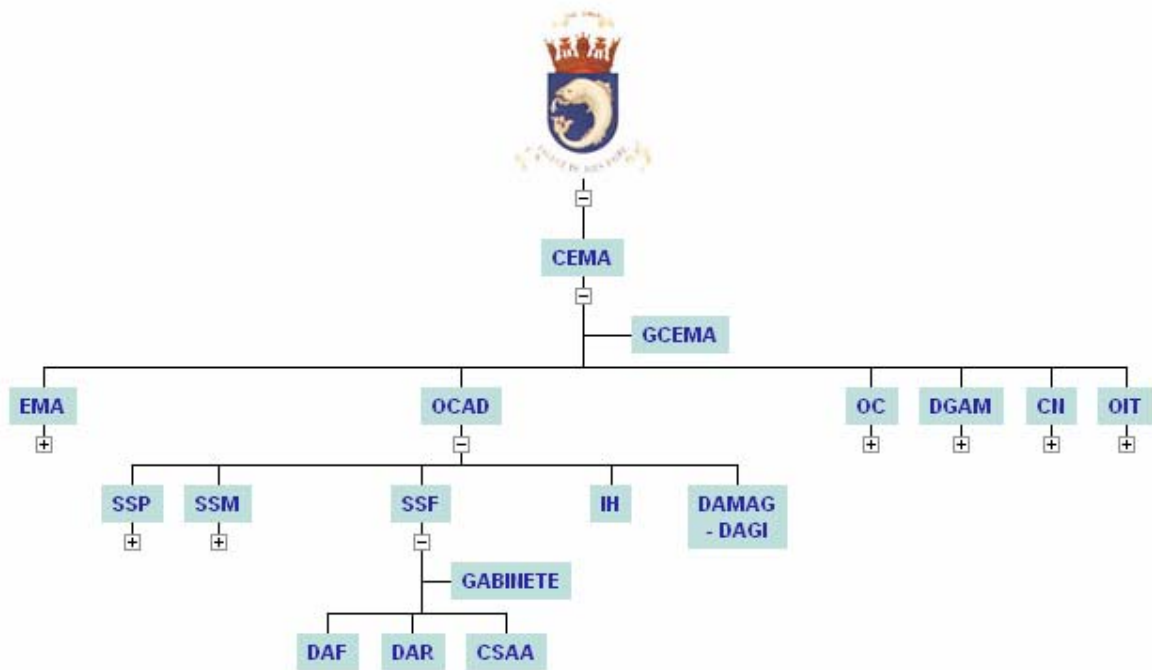 CEMA
GCEMA
EMA
OCAD
OC
DGAM
CN
OIT
SSP
SSM
SSF
IH
DAMAG
- DAGI
GABINETE
DAF
DAR
CSAA